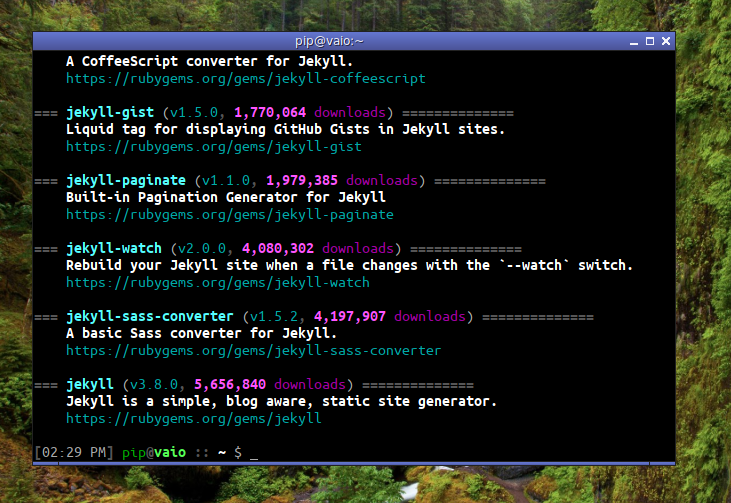 pip@vaio:~
A CoffeeScript converter for Jekyll.
https://rubygems.org/gems/jekyll-coffeescript
=== jekyll-gist (v1.5.0, 1,770,064 downloads) ==============
Liquid tag for displaying GitHub Gists in Jekyll sites.
https://rubygems.org/gems/jekyll-gist
=== jekyll-paginate (v1.1.0, 1,979,385 downloads) ==============
Built-in Pagination Generator for Jekyll
https://rubygems.org/gems/jekyll-paginate
=== jekyll-watch (v2.0.0, 4,080,302 downloads) ==============
Rebuild your Jekyll site when a file changes with the `--watch` switch.
https://rubygems.org/gems/jekyll-watch
=== jekyll-sass-converter (v1.5.2, 4,197,907 downloads) ==============
A basic Sass converter for Jekyll.
https://rubygems.org/gems/jekyll-sass-converter
=== jekyll (v3.8.0, 5,656,840 downloads) ==============
Jekyll is a simple, blog aware, static site generator.
https://rubygems.org/gems/jekyll
[02:29 PM] pip@vaio :: ~ $ _